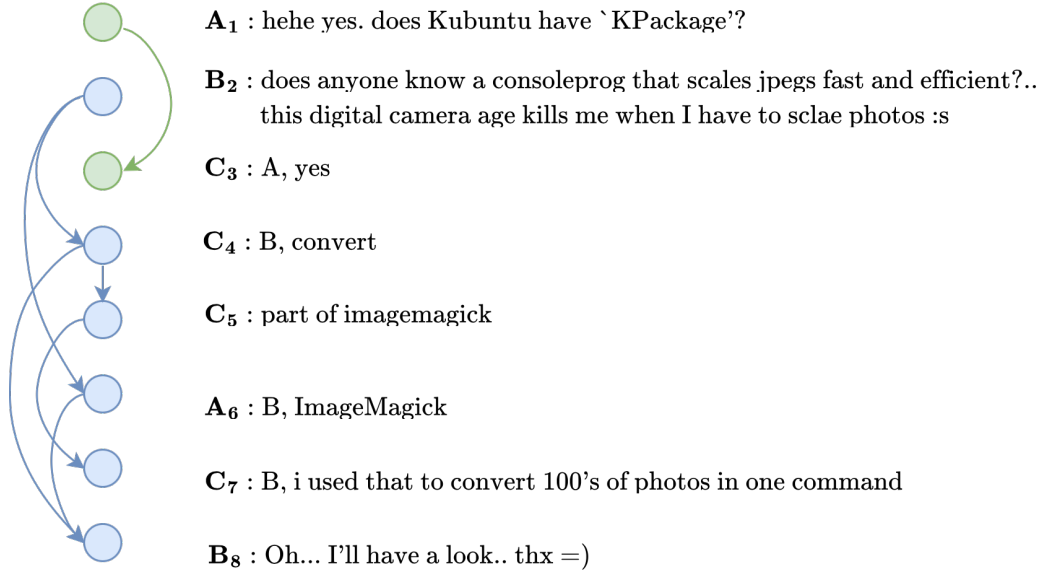 A₁ : hehe yes. does Kubuntu have `KPackage'?
B₂ : does anyone know a consoleprog that scales jpegs fast and efficient?..
this digital camera age kills me when I have to sclae photos :s
C₃ : A, yes
C₄ : B, convert
C₅ : part of imagemagick
A₆ : B, ImageMagick
C₇ : B, i used that to convert 100's of photos in one command
B₈ : Oh... I'll have a look.. thx =)